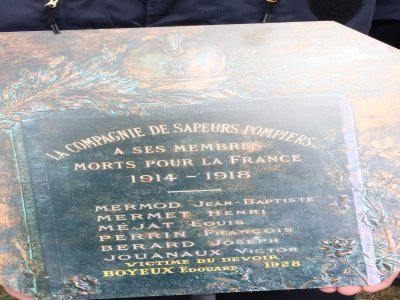 LA COMPAGNIE DE SAPEURS POMPIERS
A SES MEMBRES
MORTS POUR LA FRANCE
1914 - 1918
MERMOD JEAN-BAPTISTE
MERMET HENRI
MÉJAT LOUIS
PERRIN FRANÇOIS
BERARD JOSEPH
JOUANAUX VICTOR
VICTIME DU DEVOIR
BOYEUX EDOUARD 1928